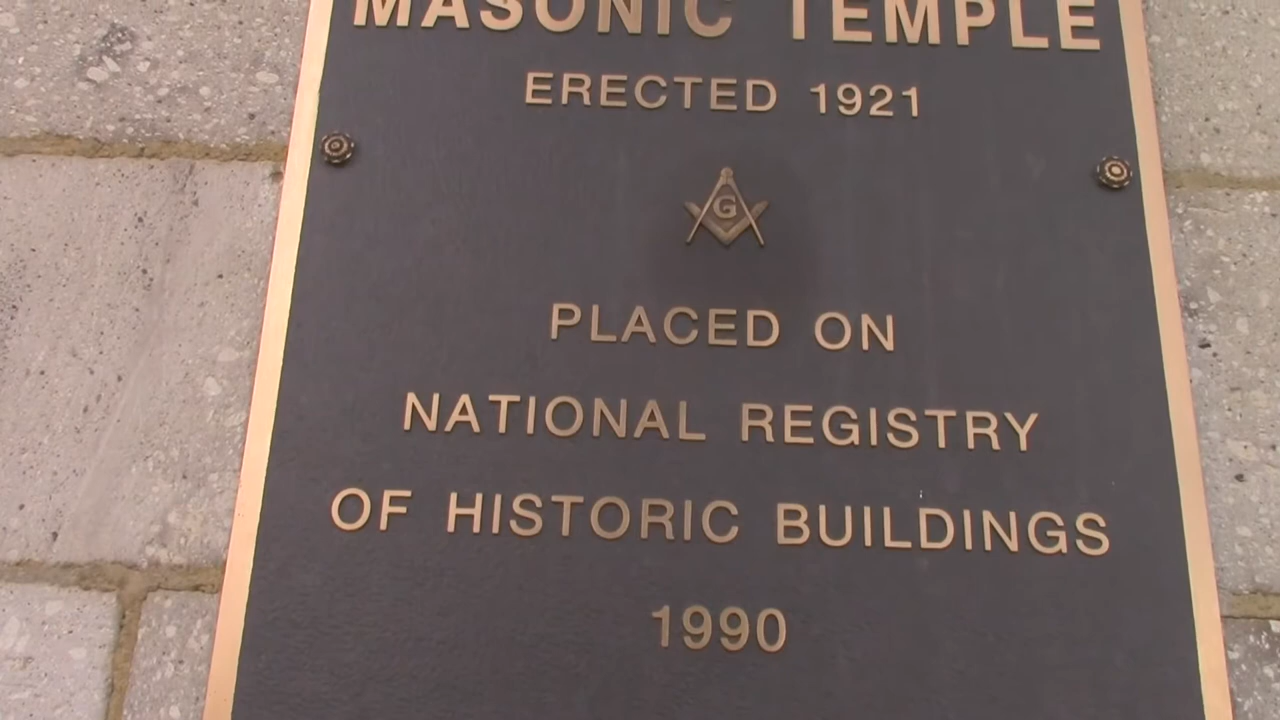 MASONIC TEMPLE
ERECTED 1921
G
PLACED ON
NATIONAL REGISTRY
OF HISTORIC BUILDINGS
1990